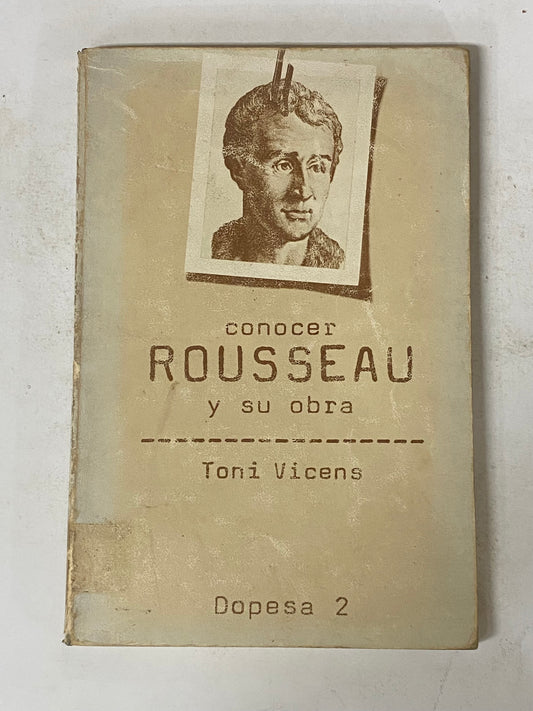 conocer
ROUSSEAU
y su obra
Toni Vicens
Dopesa 2